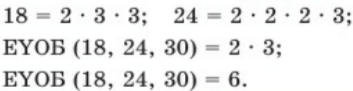 18 = 2 · 3 · 3;   24 = 2 · 2 · 2 · 3;
ЕҮОБ (18, 24, 30) = 2 · 3;
ЕҮОБ (18, 24, 30) = 6.